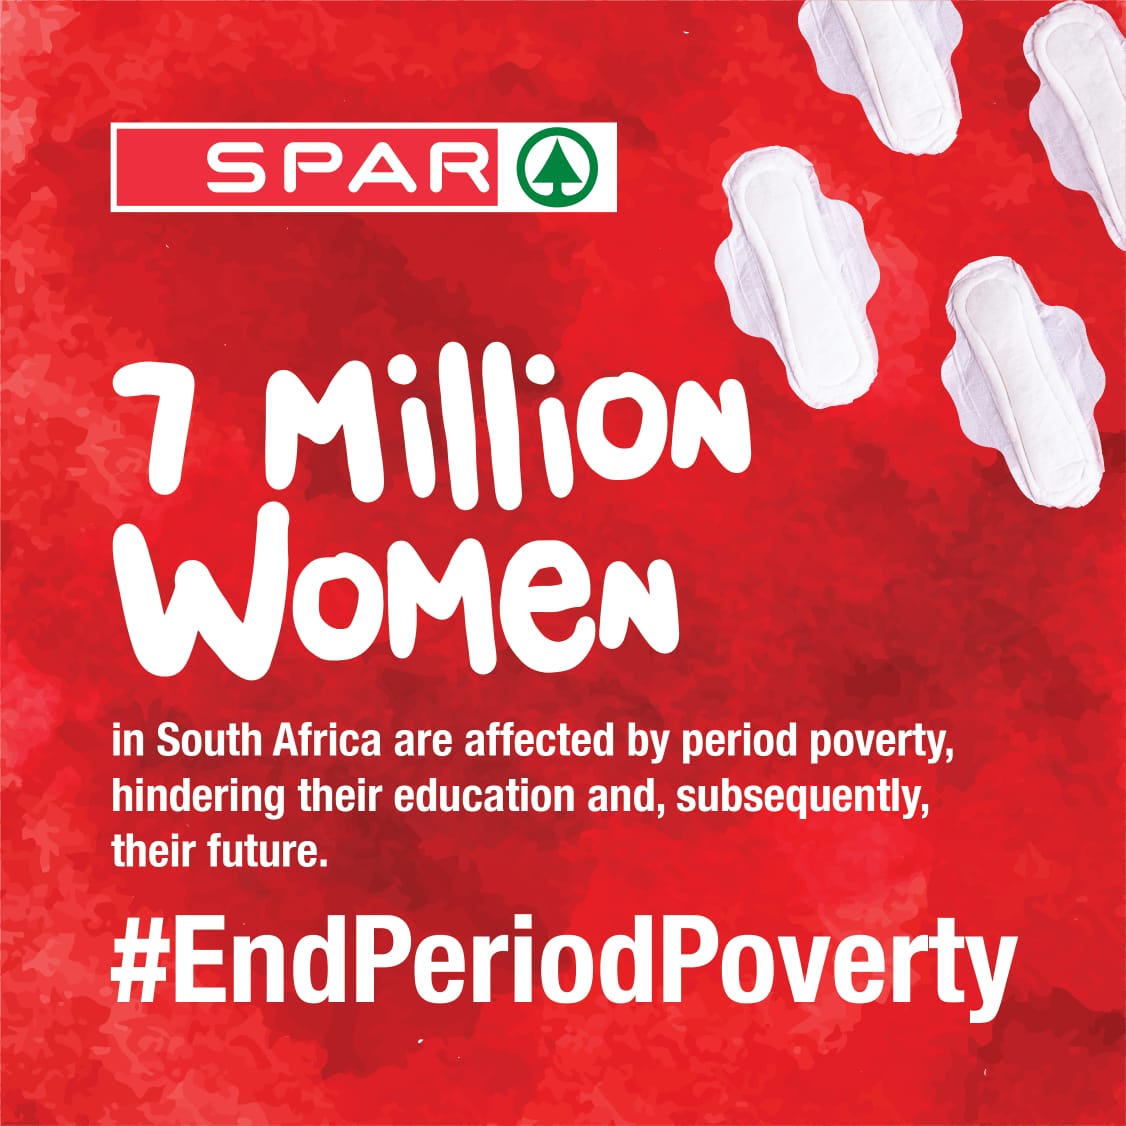 SPAR
7 Million
Women
in South Africa are affected by period poverty,
hindering their education and, subsequently,
their future.
#EndPeriodPoverty